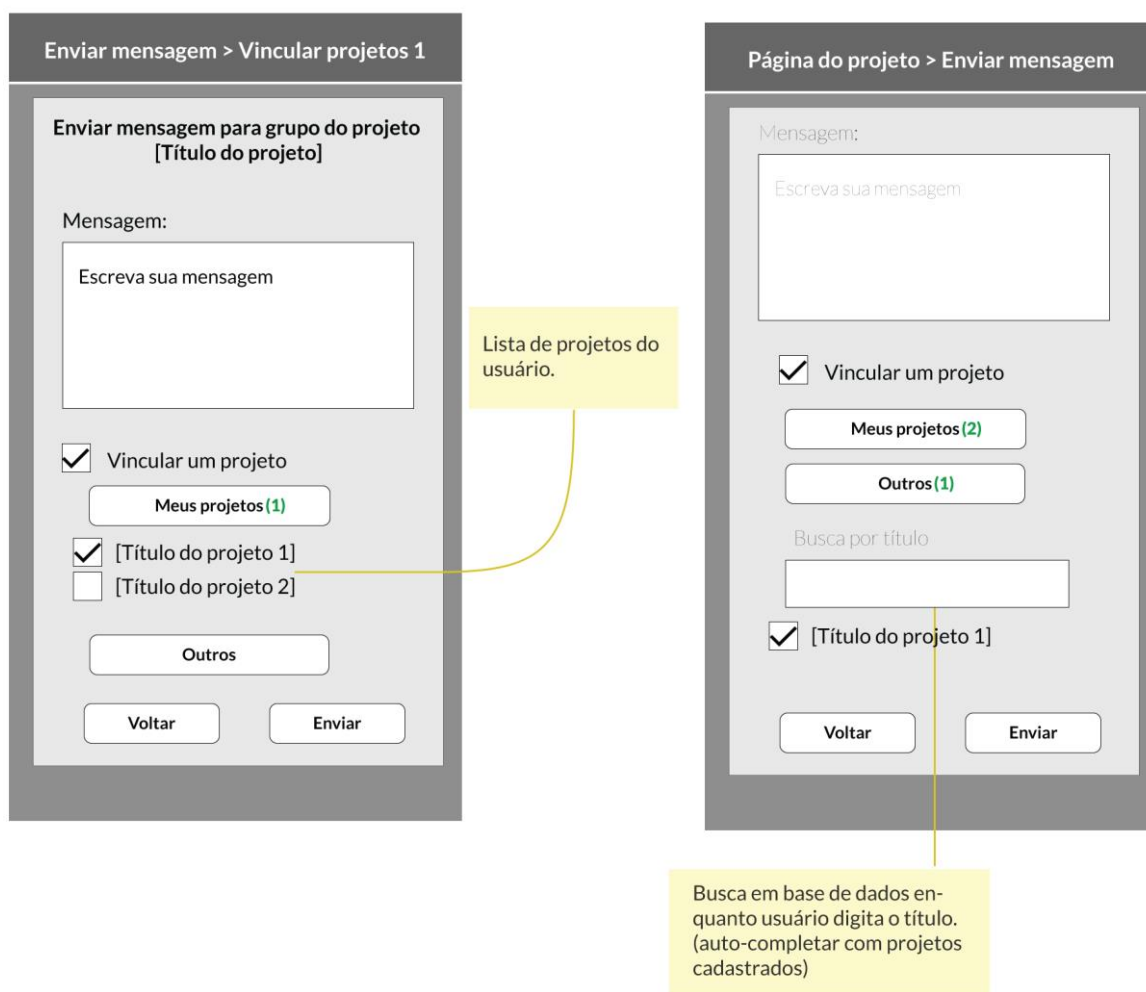 Enviar mensagem > Vincular projetos 1
Enviar mensagem para grupo do projeto
[Título do projeto]
Mensagem:
Escreva sua mensagem
Vincular um projeto
Meus projetos (1)
[Título do projeto 1]
[Título do projeto 2]
Outros
Voltar
Enviar
Lista de projetos do
usuário.
Página do projeto > Enviar mensagem
Mensagem:
Escreva sua mensagem
Vincular um projeto
Meus projetos (2)
Outros (1)
Busca por título
[Título do projeto 1]
Voltar
Enviar
Busca em base de dados en-
quanto usuário digita o título.
(auto-completar com projetos
cadastrados)